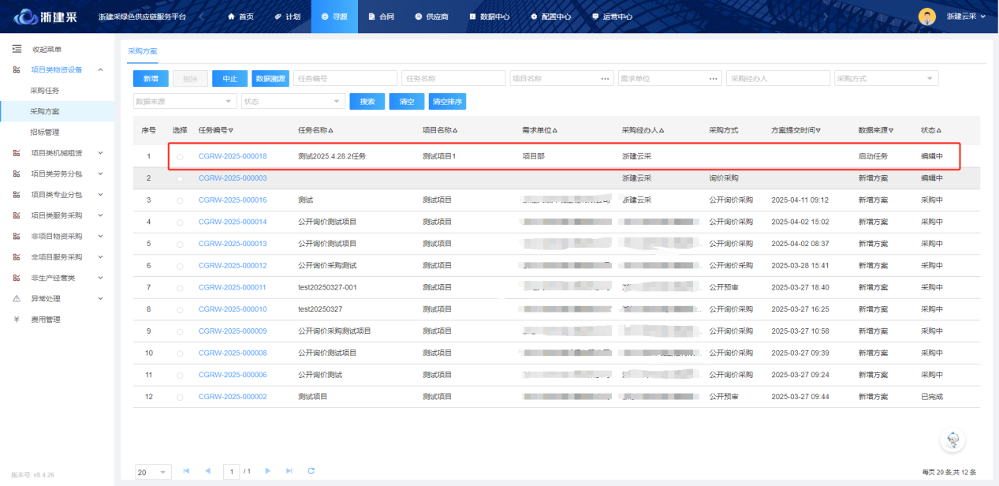 浙建采 浙建采绿色供应链服务平台 首页 计划 寻源 合同 供应商 数据中心 配置中心 运营中心 浙建云采
收起菜单
项目类物资设备
采购任务
采购方案
招标管理
项目类机械租赁
项目类劳务分包
项目类专业分包
项目类服务采购
非项目物资采购
非项目服务采购
非生产经营类
异常处理
费用管理
版本号: v8.4.26
采购方案
新增 删除 中止 数据溯源 任务编号 任务名称 项目名称 ... 需求单位 ... 采购经办人 采购方式
数据来源 状态 搜索 清空 清空排序
序号 选择 任务编号▽ 任务名称△ 项目名称△ 需求单位△ 采购经办人△ 采购方式 方案提交时间▽ 数据来源▽ 状态△
1 CGRW-2025-000018 测试2025.4.28.2任务 测试项目1 项目部 浙建云采 启动任务 编辑中
2 CGRW-2025-000003 浙建云采 询价采购 新增方案 编辑中
3 CGRW-2025-000016 测试 测试项目 浙建云采 公开询价采购 2025-04-11 09:12 新增方案 采购中
4 CGRW-2025-000014 公开询价测试项目 测试项目 公开询价采购 2025-04-02 15:02 新增方案 采购中
5 CGRW-2025-000013 公开询价测试项目 测试项目 公开询价采购 2025-04-02 08:37 新增方案 采购中
6 CGRW-2025-000012 公开询价采购测试 测试项目 公开询价采购 2025-03-28 15:41 新增方案 采购中
7 CGRW-2025-000011 test20250327-001 测试项目 公开预审 2025-03-27 18:40 新增方案 采购中
8 CGRW-2025-000010 test20250327 测试项目 公开询价采购 2025-03-27 16:25 新增方案 采购中
9 CGRW-2025-000009 公开询价采购测试项目 测试项目 公开询价采购 2025-03-27 10:58 新增方案 采购中
10 CGRW-2025-000008 公开询价测试项目 测试项目 公开询价采购 2025-03-27 09:39 新增方案 采购中
11 CGRW-2025-000006 公开询价测试 测试项目 公开询价采购 2025-03-27 09:24 新增方案 采购中
12 CGRW-2025-000002 测试项目 测试项目 公开预审 2025-03-27 09:44 新增方案 已完成
20 1 /1 每页 20 条,共 12 条